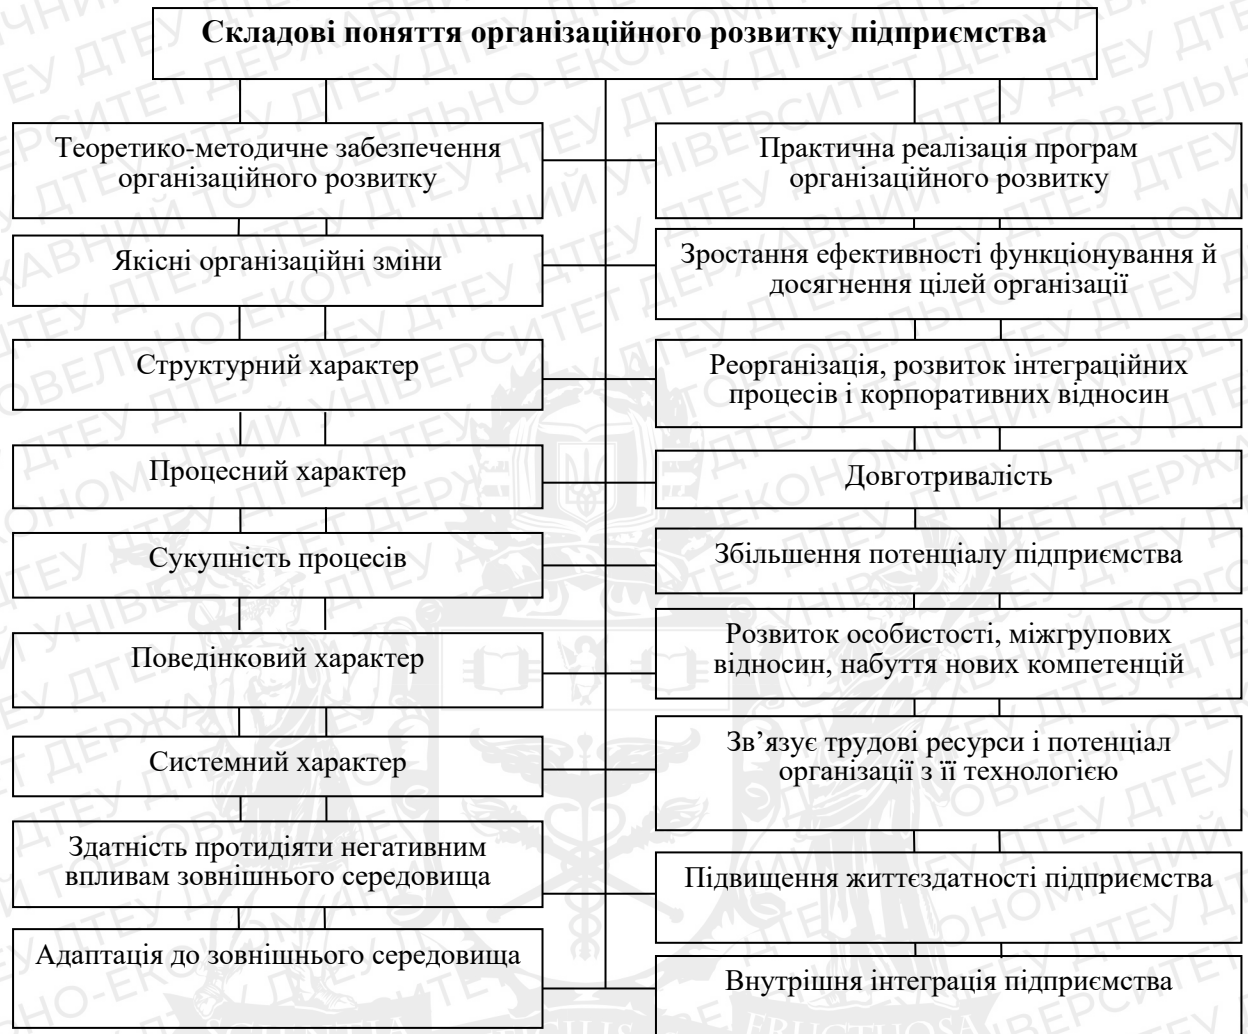 Складові поняття організаційного розвитку підприємства
Теоретико-методичне забезпечення
організаційного розвитку
Практична реалізація програм
організаційного розвитку
Якісні організаційні зміни
Зростання ефективності функціонування й
досягнення цілей організації
Структурний характер
Реорганізація, розвиток інтеграційних
процесів і корпоративних відносин
Процесний характер
Довготривалість
Сукупність процесів
Збільшення потенціалу підприємства
Поведінковий характер
Розвиток особистості, міжгрупових
відносин, набуття нових компетенцій
Системний характер
Зв’язує трудові ресурси і потенціал
організації з її технологією
Здатність протидіяти негативним
впливам зовнішнього середовища
Підвищення життєздатності підприємства
Адаптація до зовнішнього середовища
Внутрішня інтеграція підприємства